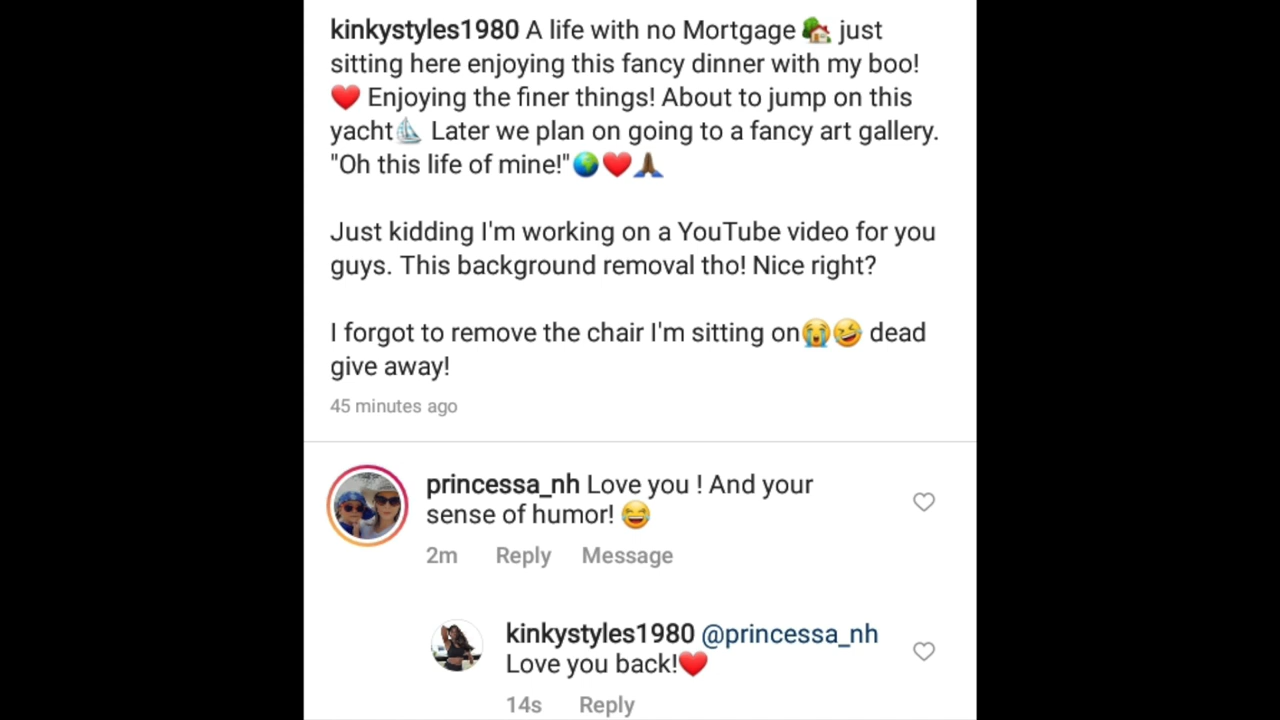 kinkystyles1980 A life with no Mortgage 🏡 just
sitting here enjoying this fancy dinner with my boo!
❤️ Enjoying the finer things! About to jump on this
yacht⛵ Later we plan on going to a fancy art gallery.
"Oh this life of mine!"🌍❤️🙏🏾
Just kidding I'm working on a YouTube video for you
guys. This background removal tho! Nice right?
I forgot to remove the chair I'm sitting on😭🤣 dead
give away!
45 minutes ago
princessa_nh Love you ! And your
sense of humor! 😂
2m Reply Message
kinkystyles1980 @princessa_nh
Love you back!❤️
14s Reply